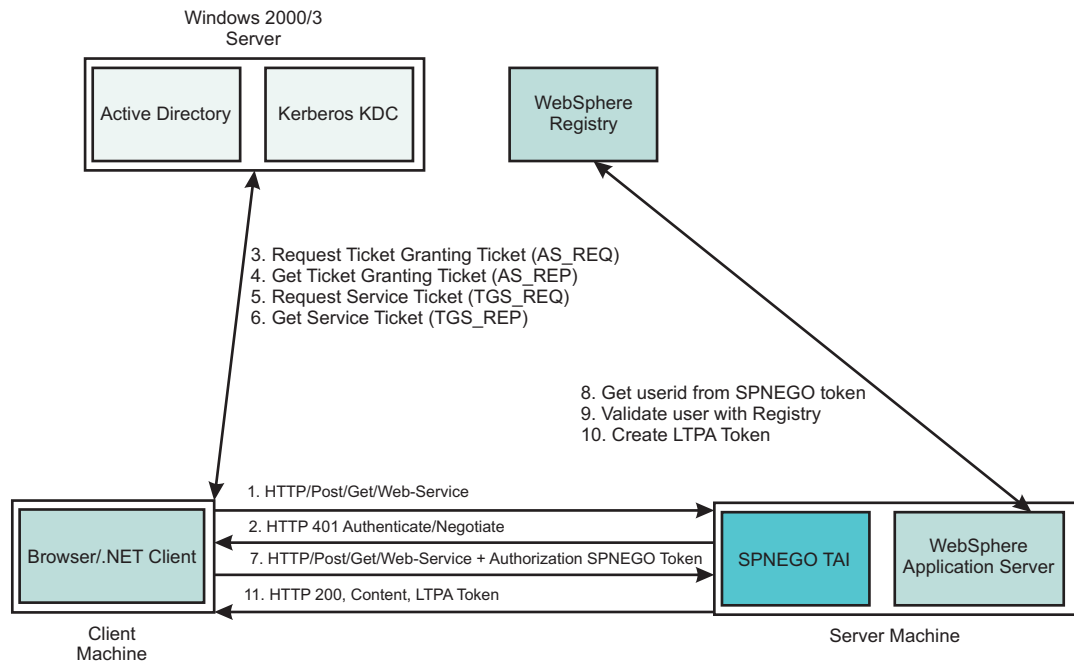 Windows 2000/3
Server
Active Directory
Kerberos KDC
WebSphere
Registry
3. Request Ticket Granting Ticket (AS_REQ)
4. Get Ticket Granting Ticket (AS_REP)
5. Request Service Ticket (TGS_REQ)
6. Get Service Ticket (TGS_REP)
8. Get userid from SPNEGO token
9. Validate user with Registry
10. Create LTPA Token
1. HTTP/Post/Get/Web-Service
2. HTTP 401 Authenticate/Negotiate
7. HTTP/Post/Get/Web-Service + Authorization SPNEGO Token
11. HTTP 200, Content, LTPA Token
Browser/.NET Client
SPNEGO TAI
WebSphere
Application Server
Client
Machine
Server Machine